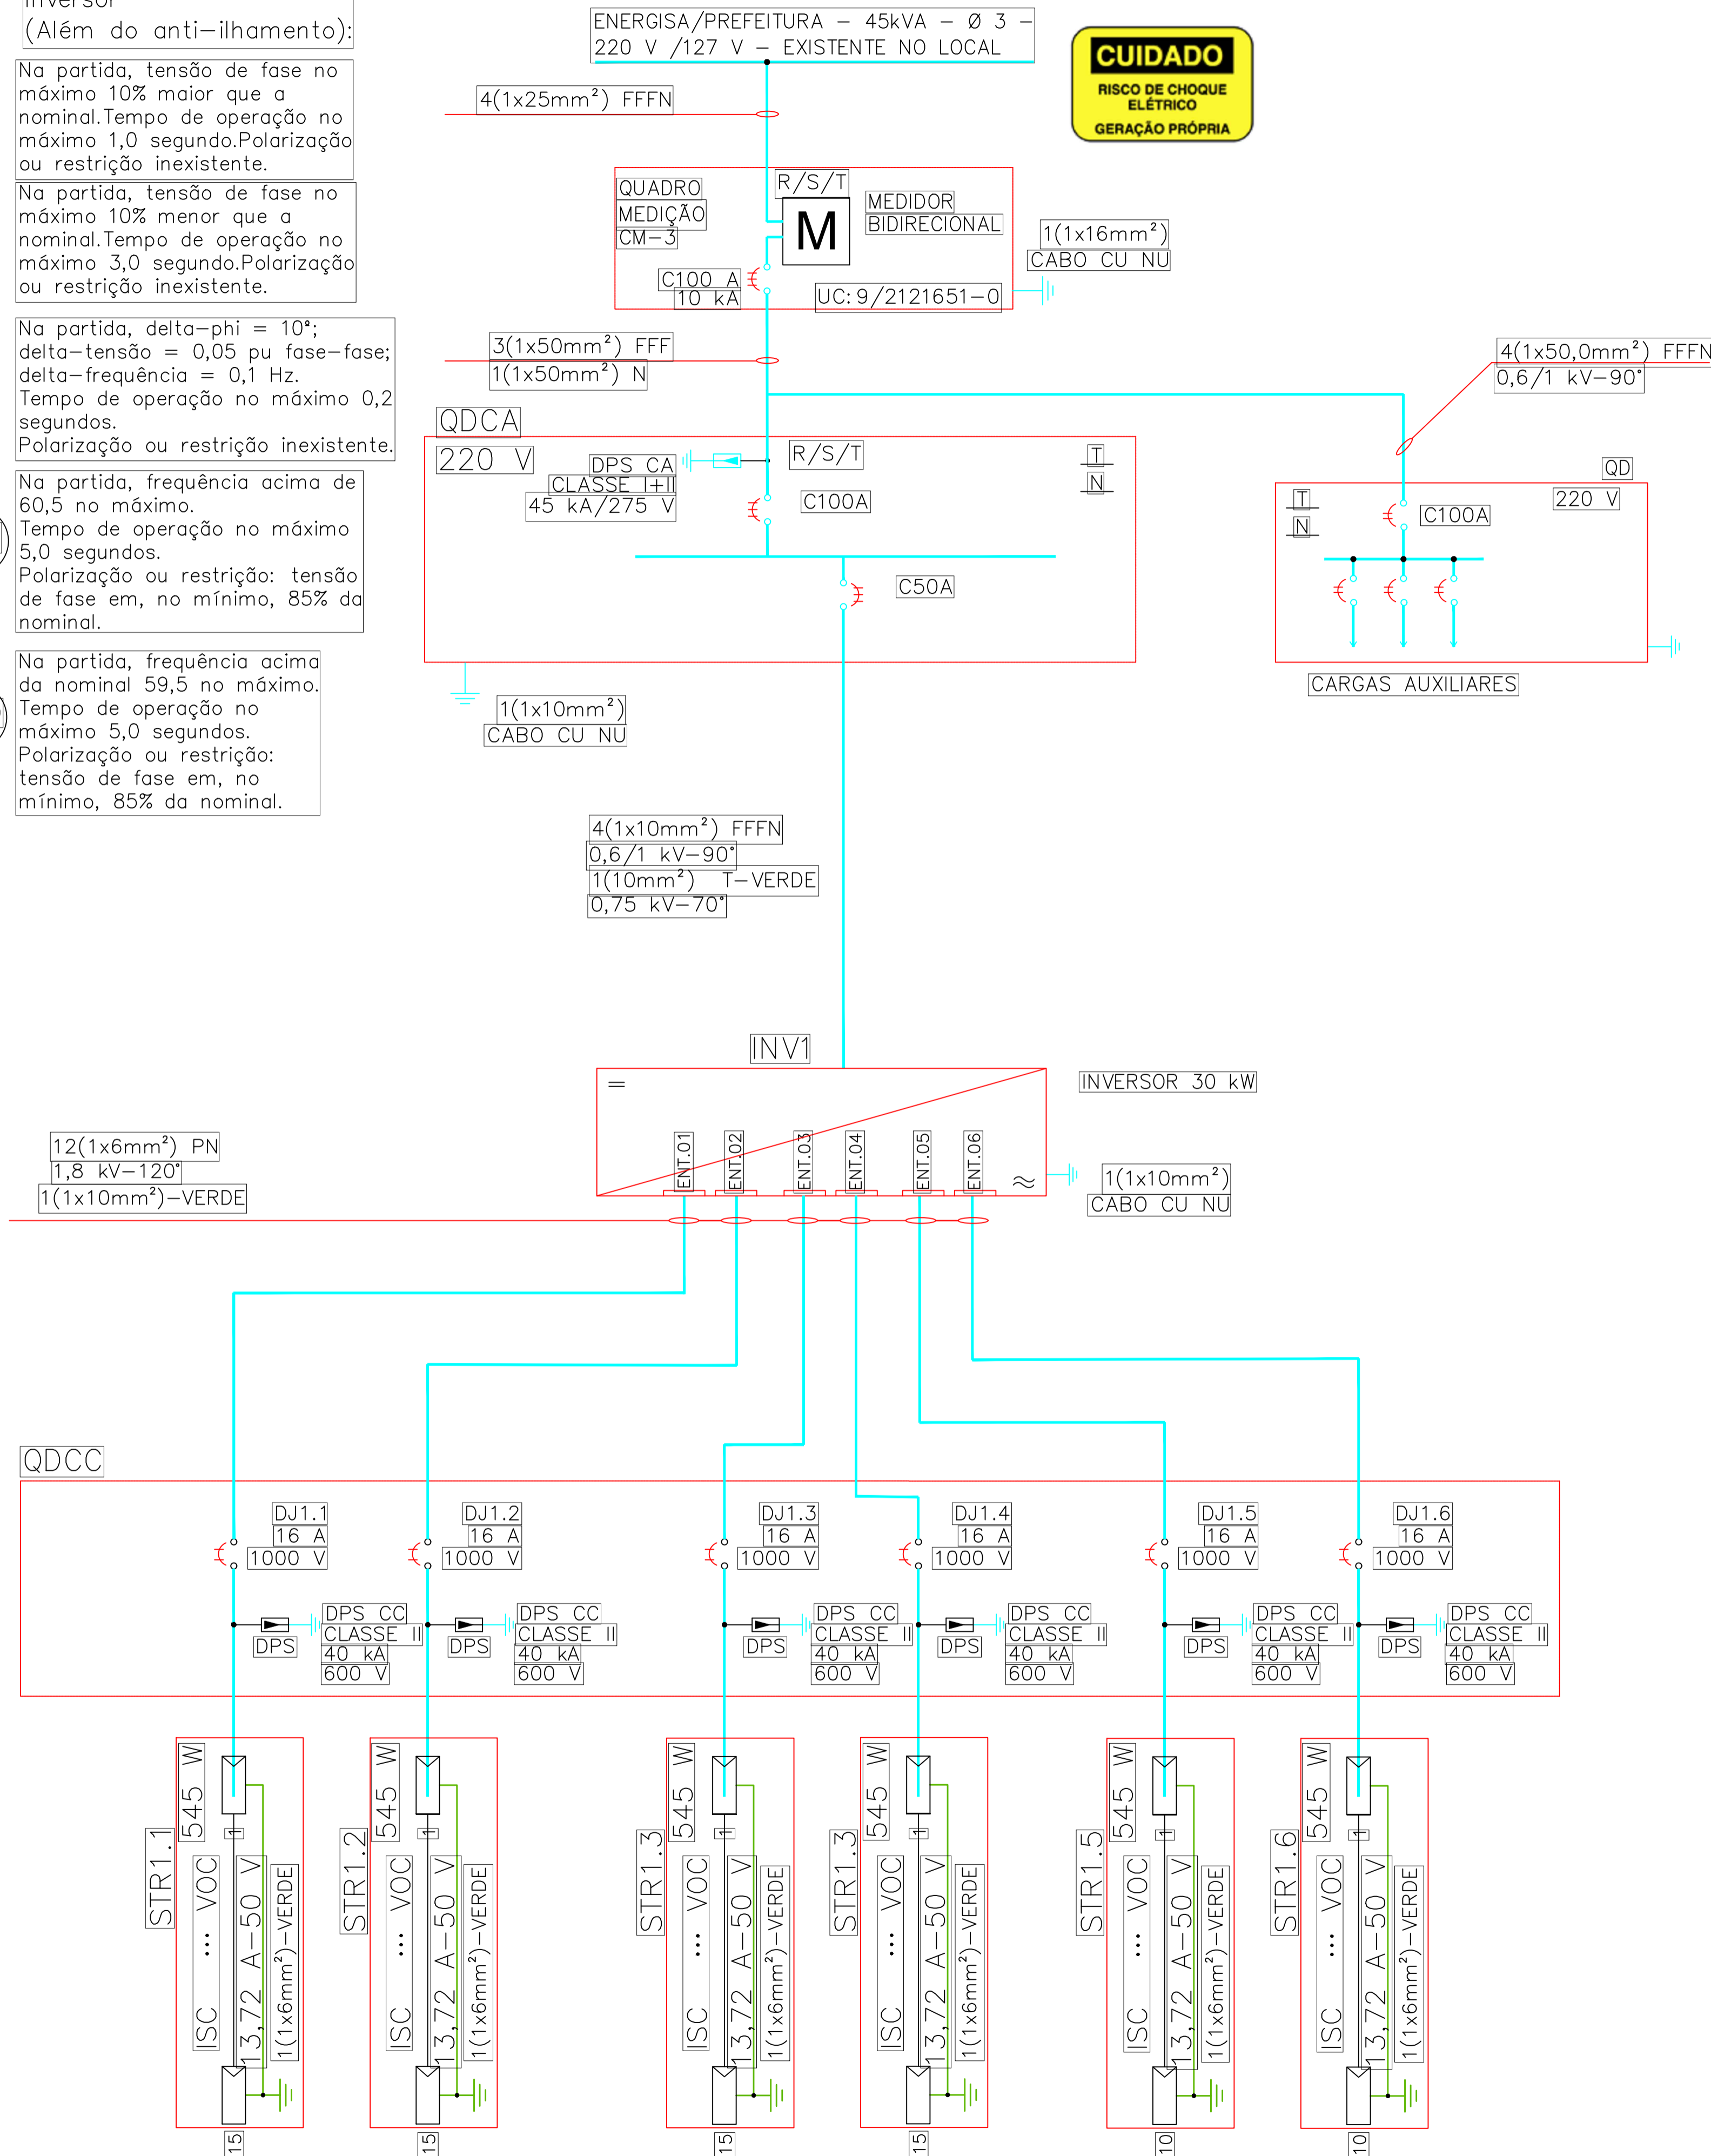 Inversor
(Além do anti-ilhamento):
Na partida, tensão de fase no
máximo 10% maior que a
nominal.Tempo de operação no
máximo 1,0 segundo.Polarização
ou restrição inexistente.
Na partida, tensão de fase no
máximo 10% menor que a
nominal.Tempo de operação no
máximo 3,0 segundo.Polarização
ou restrição inexistente.
Na partida, delta-phi = 10°;
delta-tensão = 0,05 pu fase-fase;
delta-frequência = 0,1 Hz.
Tempo de operação no máximo 0,2
segundos.
Polarização ou restrição inexistente.
Na partida, frequência acima de
60,5 no máximo.
Tempo de operação no máximo
5,0 segundos.
Polarização ou restrição: tensão
de fase em, no mínimo, 85% da
nominal.
Na partida, frequência acima
da nominal 59,5 no máximo.
Tempo de operação no
máximo 5,0 segundos.
Polarização ou restrição:
tensão de fase em, no
mínimo, 85% da nominal.
ENERGISA/PREFEITURA - 45kVA - Ø 3 -
220 V /127 V - EXISTENTE NO LOCAL
CUIDADO
RISCO DE CHOQUE
ELÉTRICO
GERAÇÃO PRÓPRIA
4(1x25mm²) FFFN
QUADRO
MEDIÇÃO
CM-3
R/S/T
M
MEDIDOR
BIDIRECIONAL
C100 A
10 kA
UC: 9/2121651-0
1(1x16mm²)
CABO CU NU
3(1x50mm²) FFF
1(1x50mm²) N
4(1x50,0mm²) FFFN
0,6/1 kV-90°
QDCA
220 V
DPS CA
CLASSE I+II
45 kA/275 V
R/S/T
C100A
T
N
C50A
QD
220 V
T
N
C100A
CARGAS AUXILIARES
1(1x10mm²)
CABO CU NU
4(1x10mm²) FFFN
0,6/1 kV-90°
1(10mm²) T-VERDE
0,75 kV-70°
INV1
=
INVERSOR 30 kW
ENT.01
ENT.02
ENT.03
ENT.04
ENT.05
ENT.06
≈
1(1x10mm²)
CABO CU NU
12(1x6mm²) PN
1,8 kV-120°
1(1x10mm²)-VERDE
QDCC
DJ1.1
16 A
1000 V
DJ1.2
16 A
1000 V
DJ1.3
16 A
1000 V
DJ1.4
16 A
1000 V
DJ1.5
16 A
1000 V
DJ1.6
16 A
1000 V
DPS
DPS CC
CLASSE II
40 kA
600 V
DPS
DPS CC
CLASSE II
40 kA
600 V
DPS
DPS CC
CLASSE II
40 kA
600 V
DPS
DPS CC
CLASSE II
40 kA
600 V
DPS
DPS CC
CLASSE II
40 kA
600 V
DPS
DPS CC
CLASSE II
40 kA
600 V
STR1.1
545 W
ISC ... VOC
1
13,72 A-50 V
1(1x6mm²)-VERDE
15
STR1.2
545 W
ISC ... VOC
1
13,72 A-50 V
1(1x6mm²)-VERDE
15
STR1.3
545 W
ISC ... VOC
1
13,72 A-50 V
1(1x6mm²)-VERDE
15
STR1.3
545 W
ISC ... VOC
1
13,72 A-50 V
1(1x6mm²)-VERDE
15
STR1.5
545 W
ISC ... VOC
1
13,72 A-50 V
1(1x6mm²)-VERDE
10
STR1.6
545 W
ISC ... VOC
1
13,72 A-50 V
1(1x6mm²)-VERDE
10